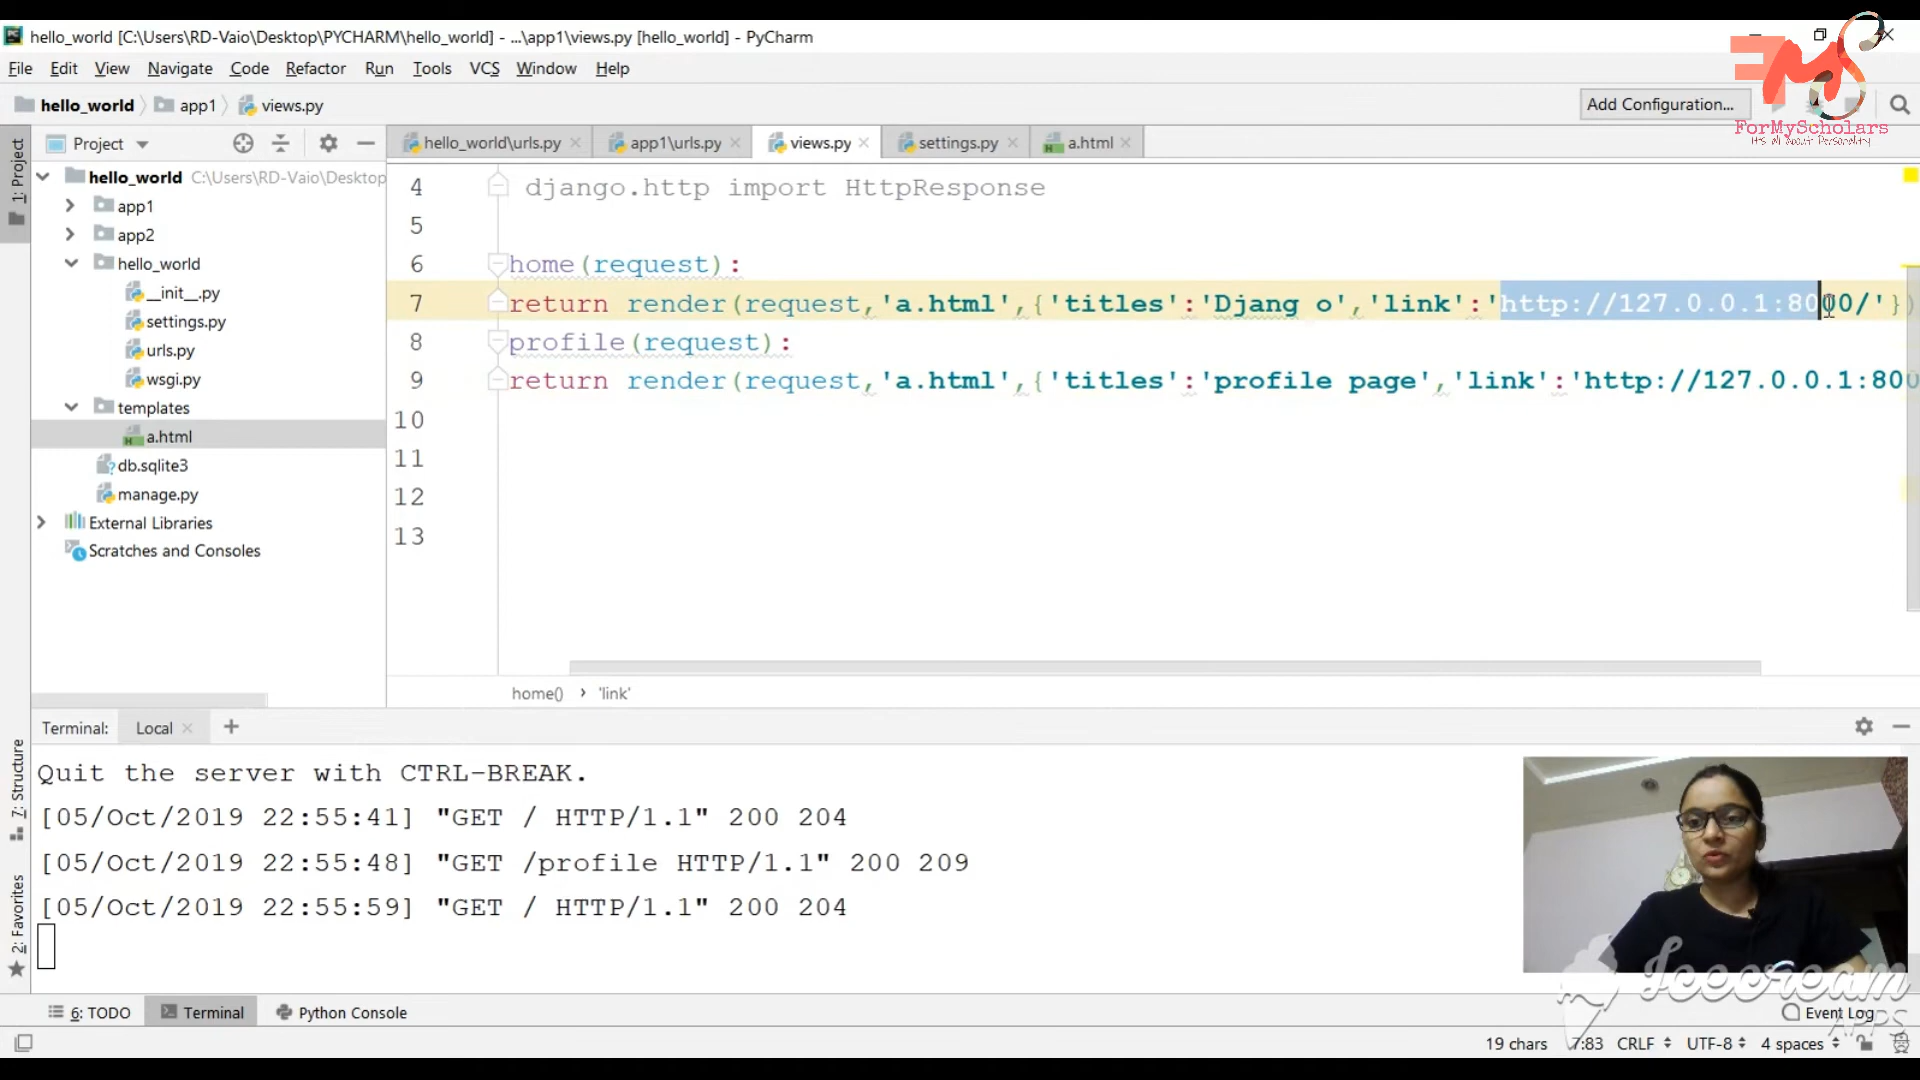 hello_world [C:\Users\RD-Vaio\Desktop\PYCHARM\hello_world] - ...\app1\views.py [hello_world] - PyCharm
File Edit View Navigate Code Refactor Run Tools VCS Window Help
hello_world app1 views.py Add Configuration...
ForMyScholars
It's All About Personality
1: Project
Project
hello_world\urls.py app1\urls.py views.py settings.py a.html
hello_world C:\Users\RD-Vaio\Desktop
app1
app2
hello_world
__init__.py
settings.py
urls.py
wsgi.py
templates
a.html
db.sqlite3
manage.py
External Libraries
Scratches and Consoles
4 django.http import HttpResponse
5
6 home(request):
7 return render(request,'a.html',{'titles':'Djang o','link':'http://127.0.0.1:8000/'})
8 profile(request):
9 return render(request,'a.html',{'titles':'profile page','link':'http://127.0.0.1:800
10
11
12
13
home() › 'link'
7: Structure
2: Favorites
Terminal: Local +
Quit the server with CTRL-BREAK.
[05/Oct/2019 22:55:41] "GET / HTTP/1.1" 200 204
[05/Oct/2019 22:55:48] "GET /profile HTTP/1.1" 200 209
[05/Oct/2019 22:55:59] "GET / HTTP/1.1" 200 204
Icecream
APPS
6: TODO Terminal Python Console Event Log
19 chars 7:83 CRLF UTF-8 4 spaces